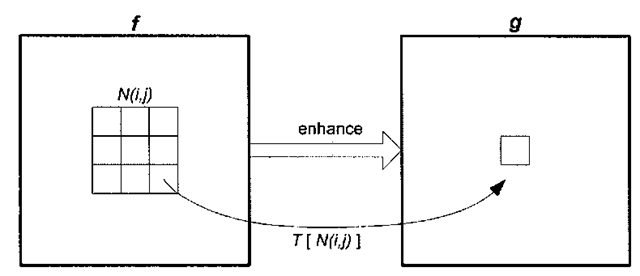 f
g
N(i,j)
enhance
T [ N(i,j) ]